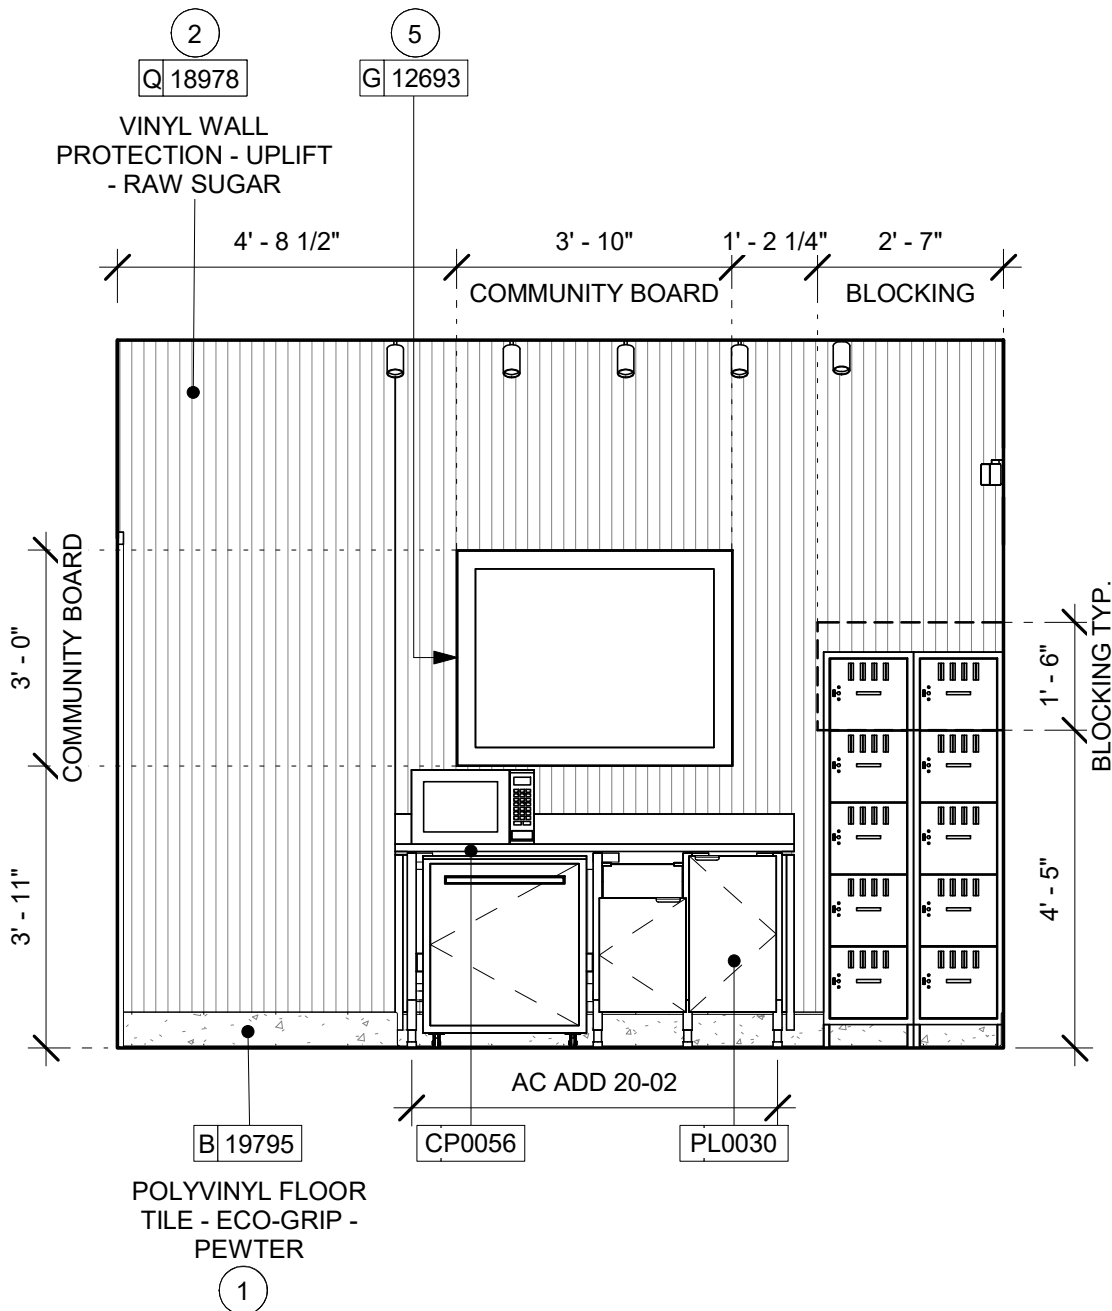 2
5
Q 18978
G 12693
VINYL WALL
PROTECTION - UPLIFT
- RAW SUGAR
4' - 8 1/2"
3' - 10"
1' - 2 1/4"
2' - 7"
COMMUNITY BOARD
BLOCKING
3' - 0"
COMMUNITY BOARD
3' - 11"
1' - 6"
BLOCKING TYP.
4' - 5"
AC ADD 20-02
B 19795
CP0056
PL0030
POLYVINYL FLOOR
TILE - ECO-GRIP -
PEWTER
1